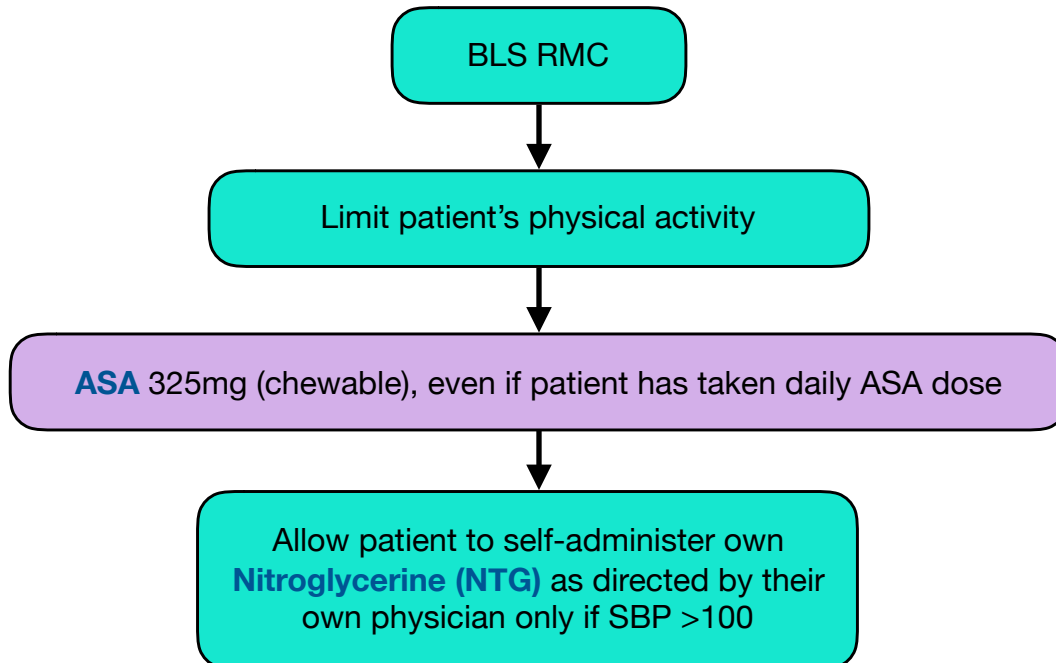 BLS RMC
Limit patient's physical activity
ASA 325mg (chewable), even if patient has taken daily ASA dose
Allow patient to self-administer own
Nitroglycerine (NTG) as directed by their
own physician only if SBP >100